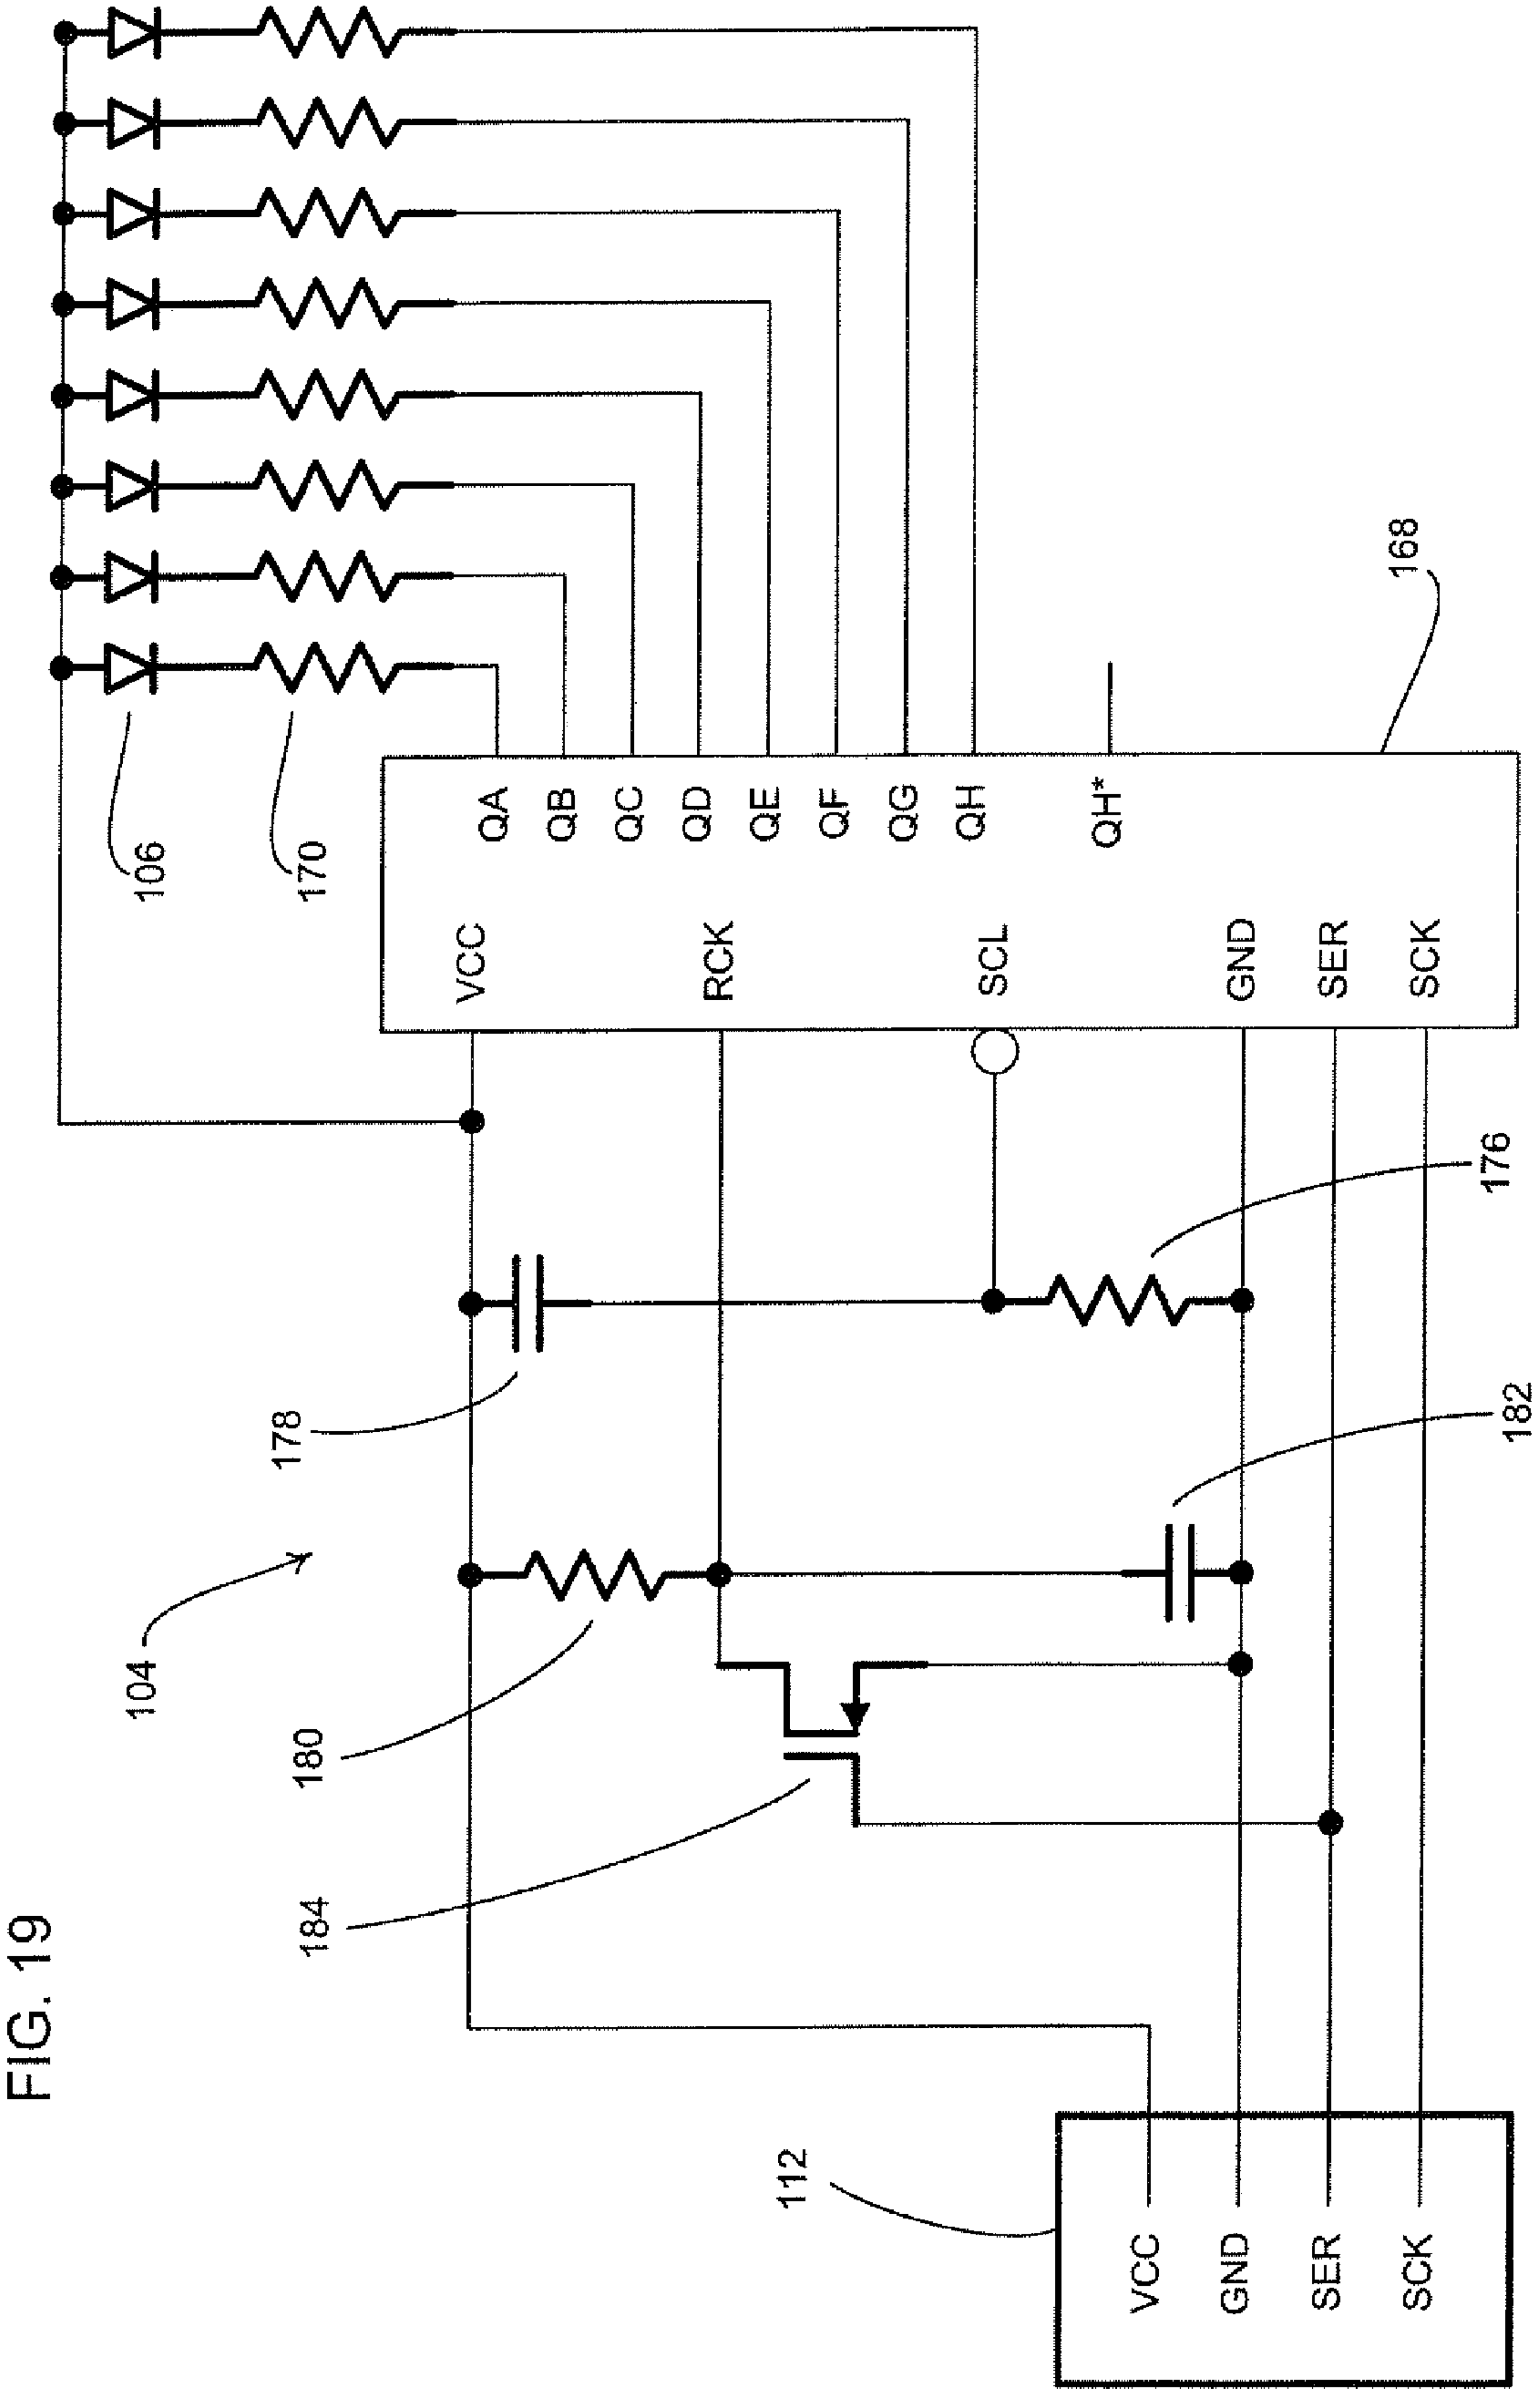 FIG. 19
104
106
170
178
180
184
112
VCC
GND
SER
SCK
VCC
RCK
SCL
GND
SER
SCK
QA
QB
QC
QD
QE
QF
QG
QH
QH*
168
176
182